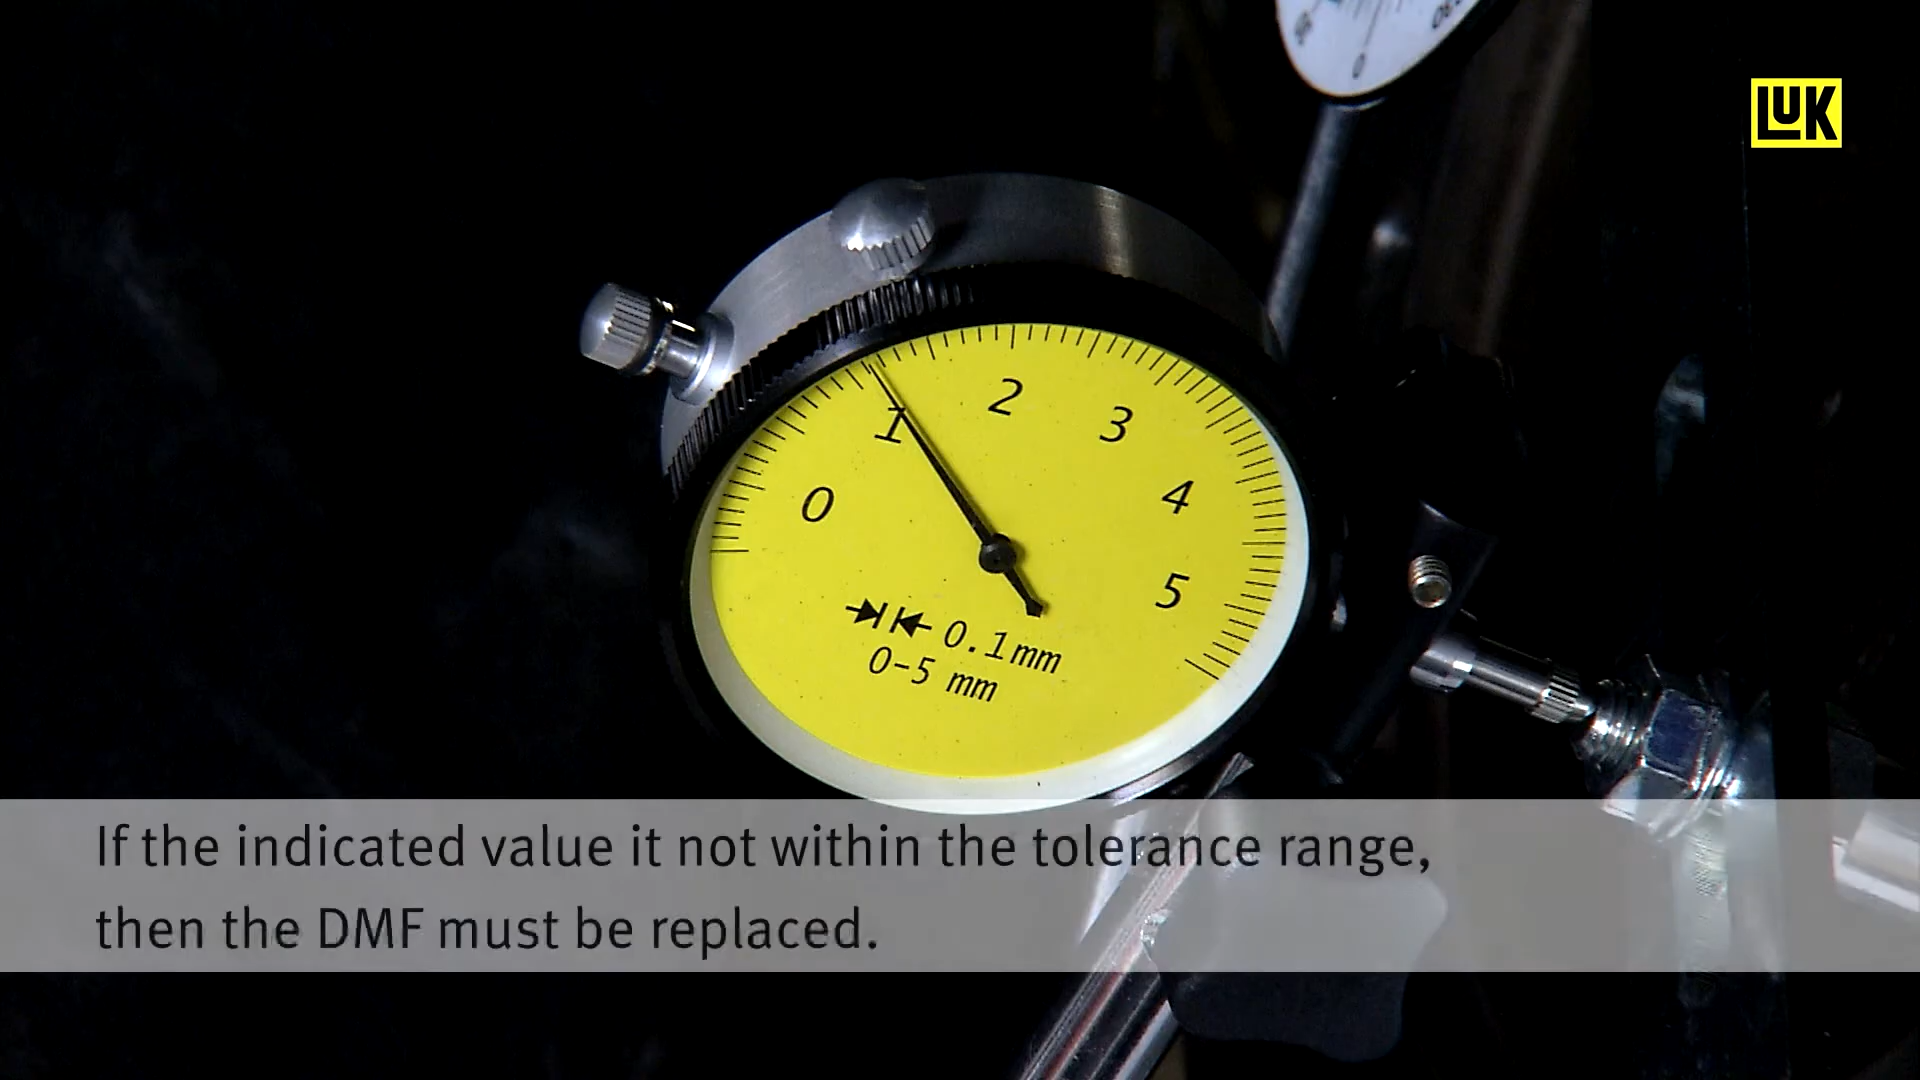 LUK
0
1
2
3
4
5
0.1mm
0-5 mm
0
If the indicated value it not within the tolerance range,
then the DMF must be replaced.